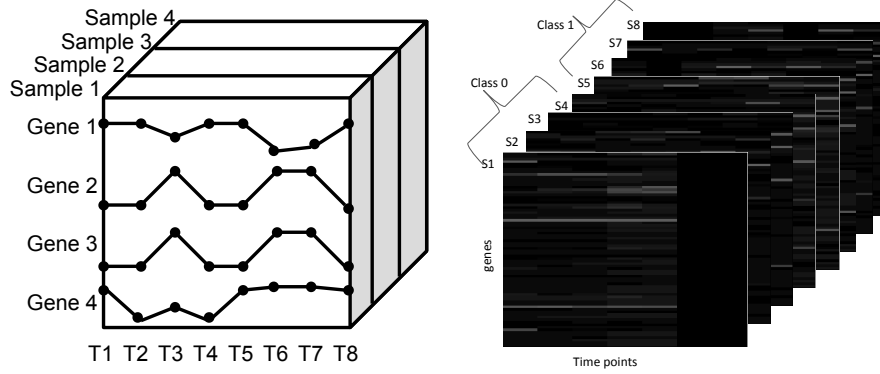 Sample 4
Sample 3
Sample 2
Sample 1
Gene 1
Gene 2
Gene 3
Gene 4
T1 T2 T3 T4 T5 T6 T7 T8
Class 1
Class 0
S8
S7
S6
S5
S4
S3
S2
S1
genes
Time points